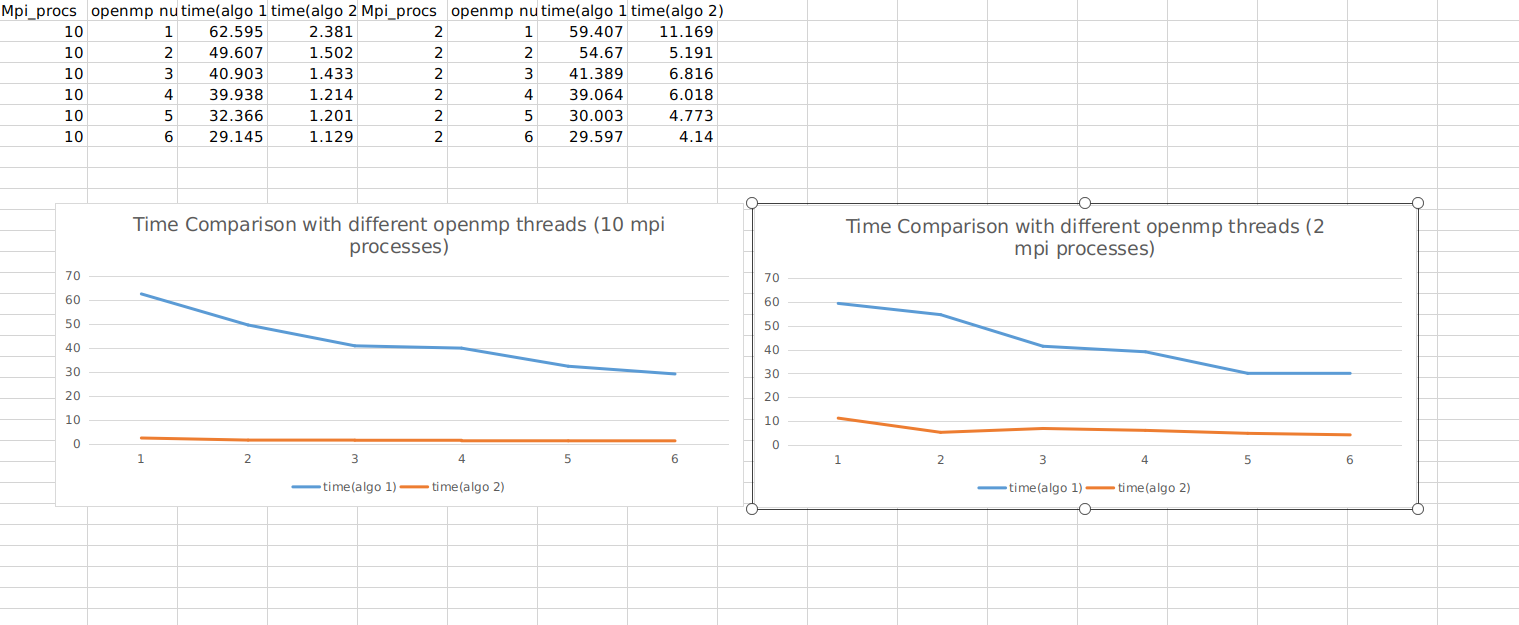 Mpi_procs openmp nu time(algo 1 time(algo 2 Mpi_procs openmp nu time(algo 1 time(algo 2)
10 1 62.595 2.381 2 1 59.407 11.169
10 2 49.607 1.502 2 2 54.67 5.191
10 3 40.903 1.433 2 3 41.389 6.816
10 4 39.938 1.214 2 4 39.064 6.018
10 5 32.366 1.201 2 5 30.003 4.773
10 6 29.145 1.129 2 6 29.597 4.14
Time Comparison with different openmp threads (10 mpi
processes)
70
60
50
40
30
20
10
0
1 2 3 4 5 6
time(algo 1) time(algo 2)
Time Comparison with different openmp threads (2
mpi processes)
70
60
50
40
30
20
10
0
1 2 3 4 5 6
time(algo 1) time(algo 2)